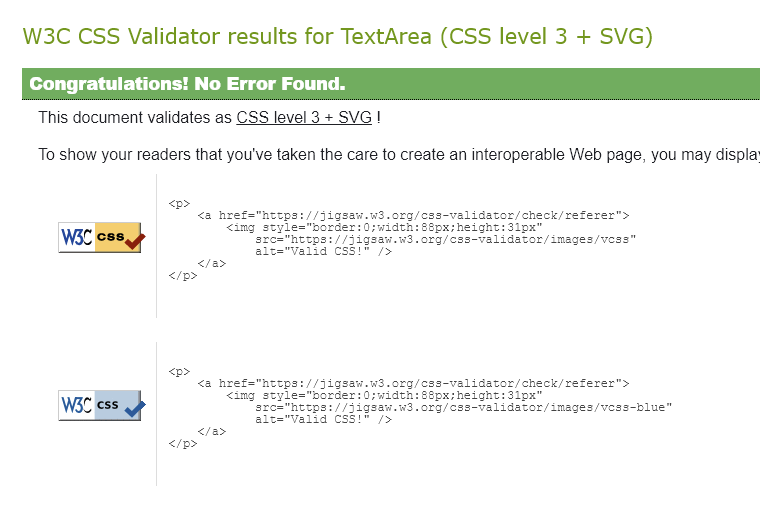 W3C CSS Validator results for TextArea (CSS level 3 + SVG)
Congratulations! No Error Found.
This document validates as CSS level 3 + SVG !
To show your readers that you've taken the care to create an interoperable Web page, you may display
W3C css
<p>
<a href="https://jigsaw.w3.org/css-validator/check/referer">
<img style="border:0;width:88px;height:31px"
src="https://jigsaw.w3.org/css-validator/images/vcss"
alt="Valid CSS!" />
</a>
</p>
W3C css
<p>
<a href="https://jigsaw.w3.org/css-validator/check/referer">
<img style="border:0;width:88px;height:31px"
src="https://jigsaw.w3.org/css-validator/images/vcss-blue"
alt="Valid CSS!" />
</a>
</p>